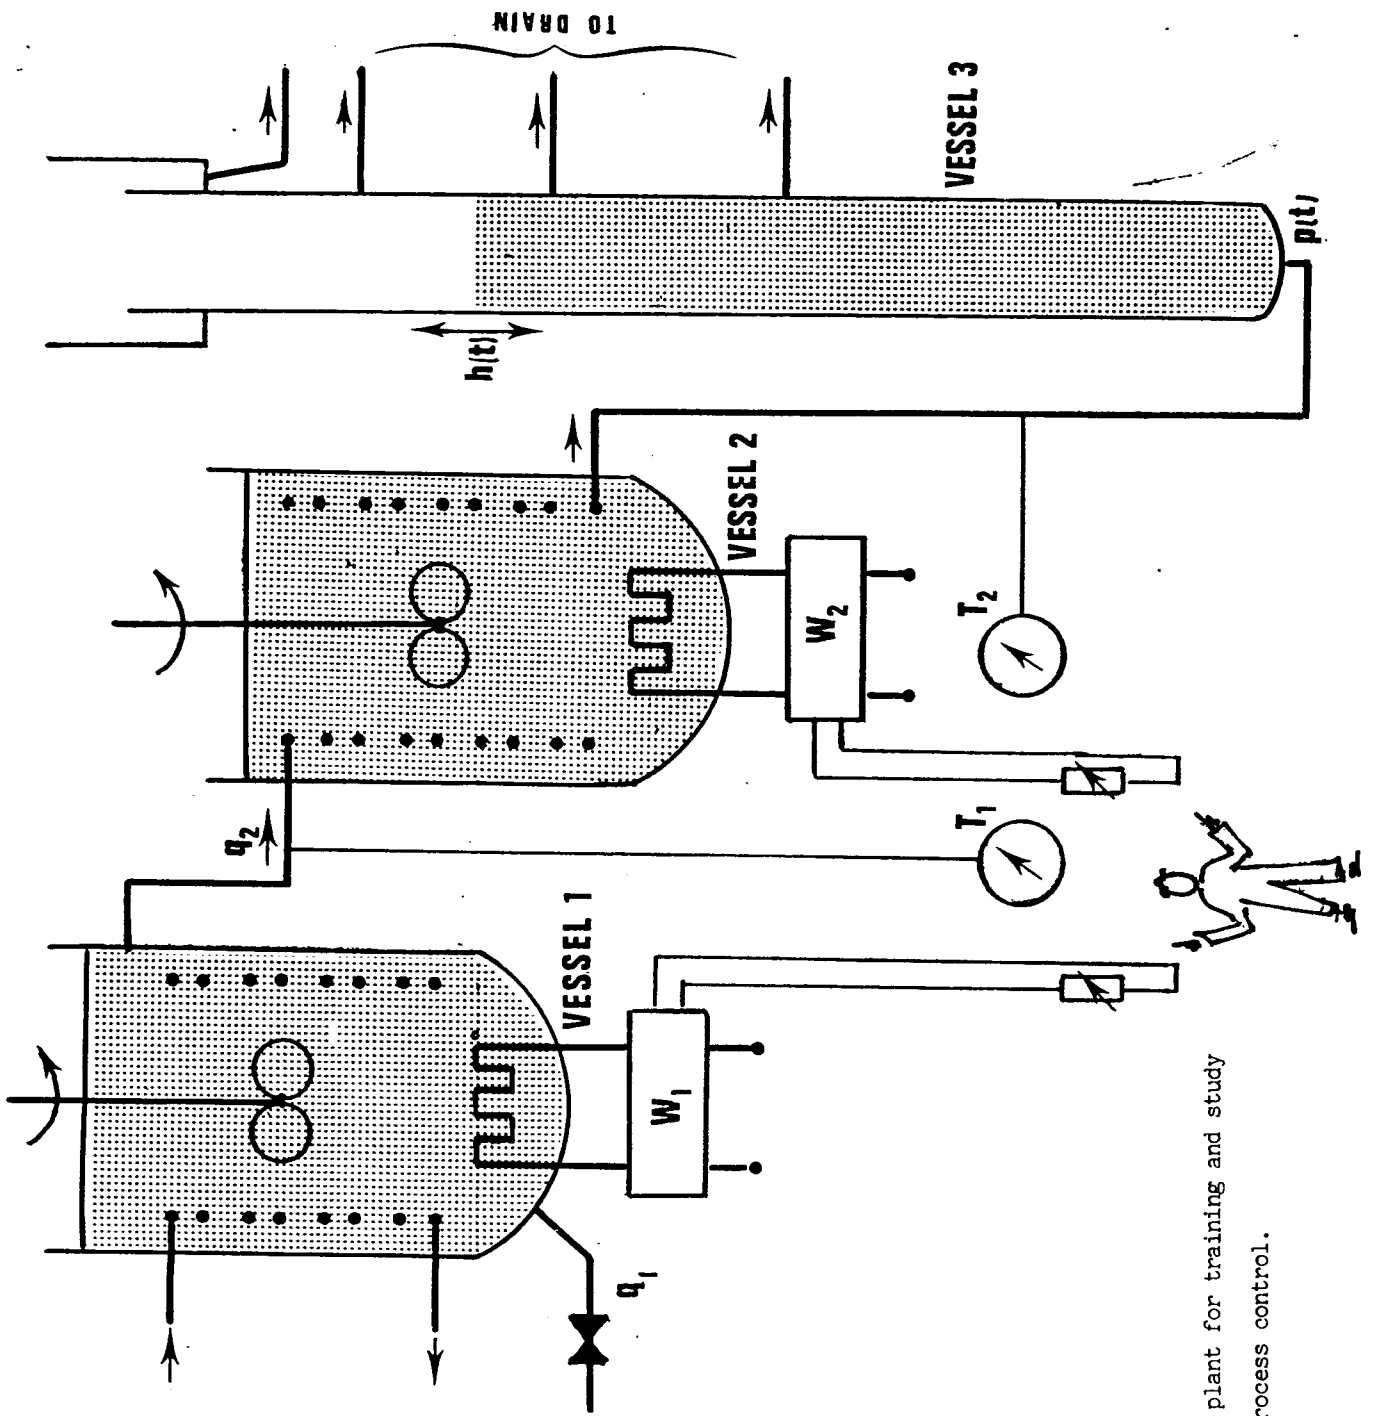 TO DRAIN
VESSEL 3
h(t)
p(t)
VESSEL 2
W2
T2
q2
T1
VESSEL 1
W1
q1
plant for training and study
rocess control.